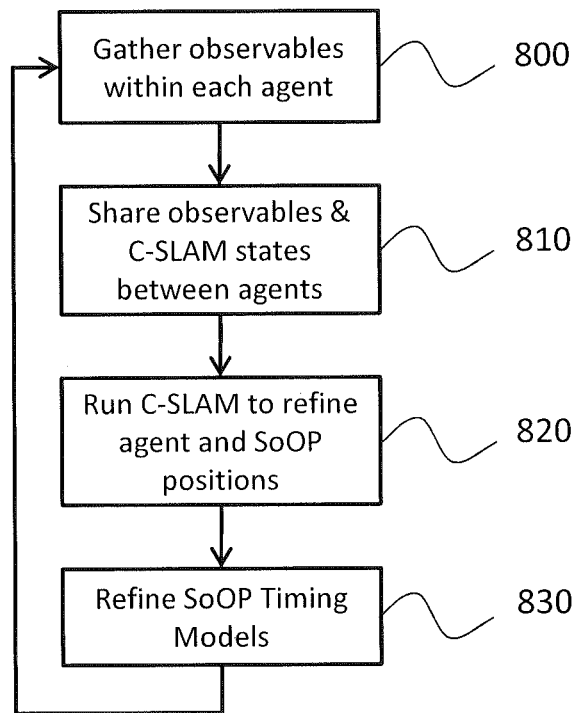 Gather observables
within each agent
800
Share observables &
C-SLAM states
between agents
810
Run C-SLAM to refine
agent and SoOP
positions
820
Refine SoOP Timing
Models
830